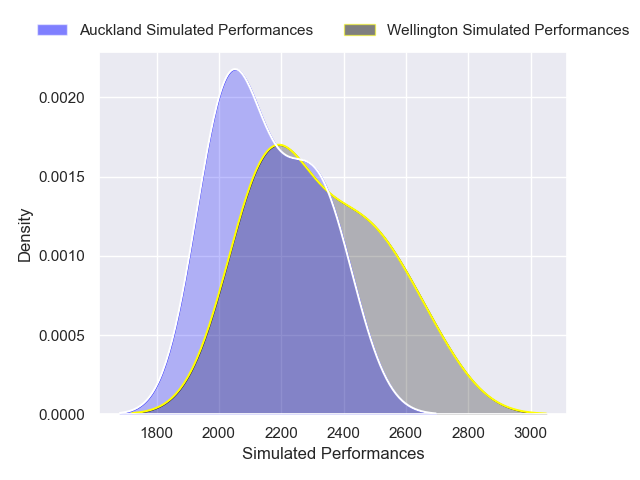 Auckland Simulated Performances Wellington Simulated Performances
0.0020
0.0015
0.0010
0.0005
0.0000
Density
1800 2000 2200 2400 2600 2800 3000
Simulated Performances